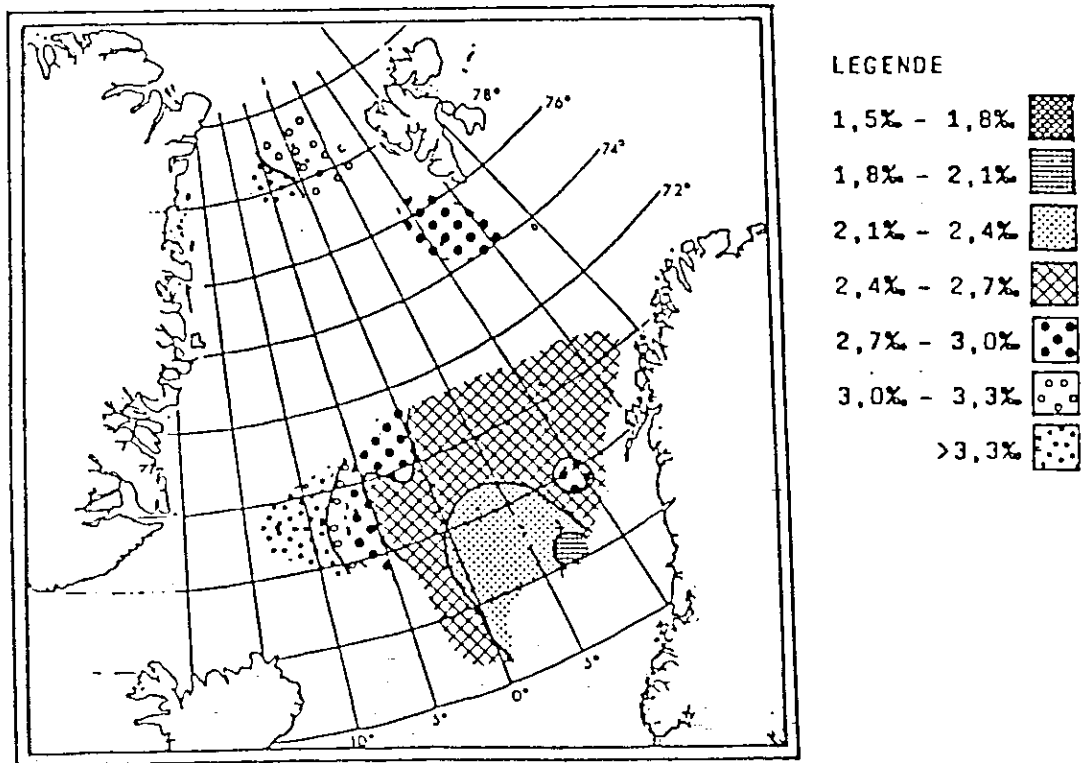 LEGENDE
1,5‰ - 1,8‰
1,8‰ - 2,1‰
2,1‰ - 2,4‰
2,4‰ - 2,7‰
2,7‰ - 3,0‰
3,0‰ - 3,3‰
>3,3‰
78°
76°
74°
72°
10°
5°
0°
5°